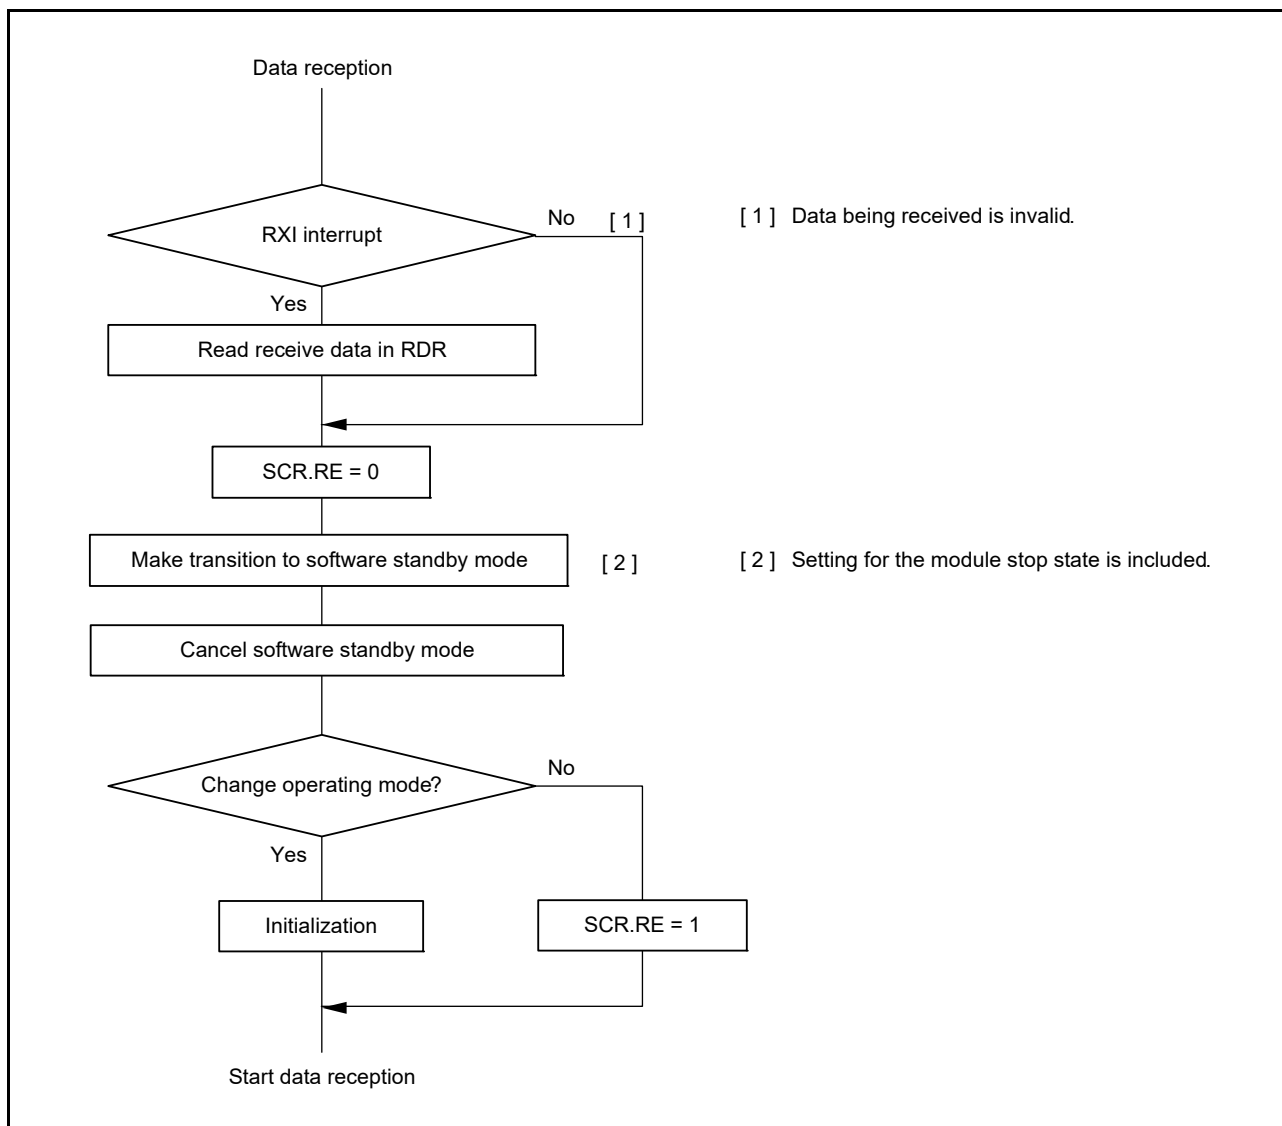 Data reception
RXI interrupt
No
[ 1 ]
[ 1 ] Data being received is invalid.
Yes
Read receive data in RDR
SCR.RE = 0
Make transition to software standby mode
[ 2 ]
[ 2 ] Setting for the module stop state is included.
Cancel software standby mode
Change operating mode?
No
Yes
Initialization
SCR.RE = 1
Start data reception